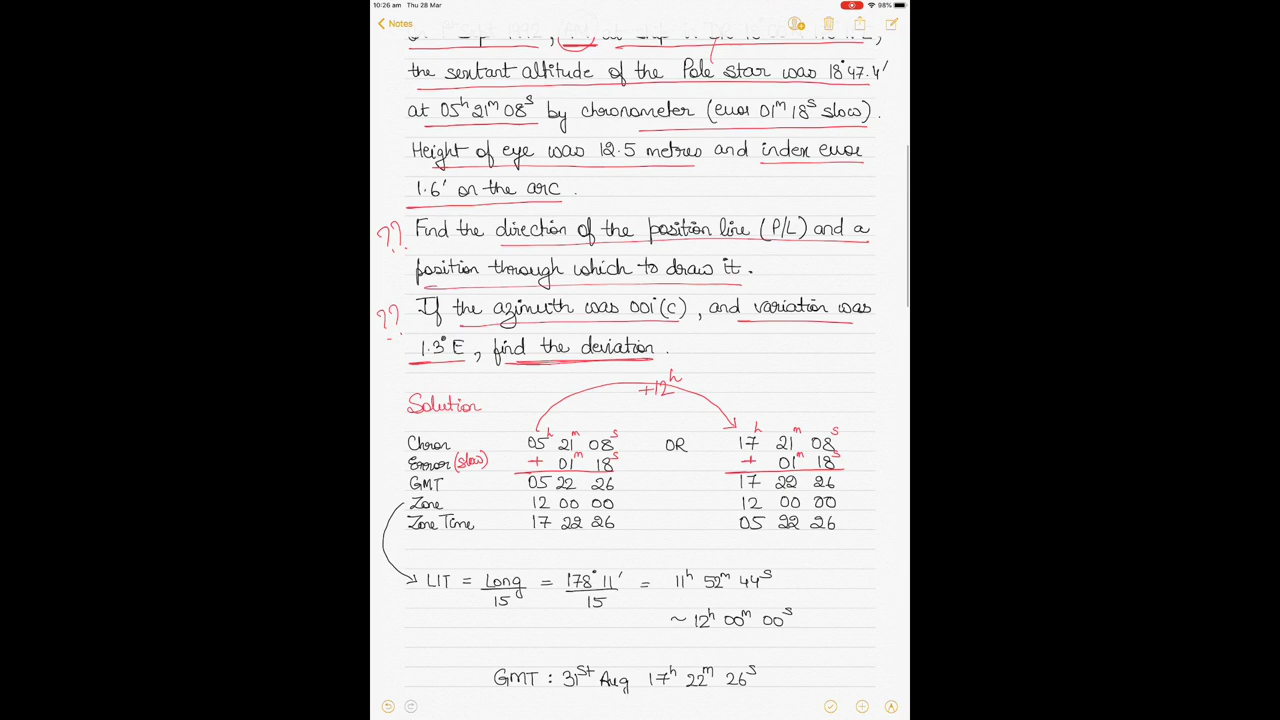 10:26 am Thu 28 Mar
98%
Notes
the sextant altitude of the Pole star was 18° 47.4'
at 05h 21m 08s by chronometer (error 01m 18s slow).
Height of eye was 12.5 metres and index error
1.6' on the arc.
?? Find the direction of the position line (P/L) and a
position through which to draw it.
?? If the azimuth was 001 (C), and variation was
1.3° E, find the deviation.
+12h
Solution
Chron 05h 21m 08s OR 17h 21m 08s
Error (slow) + 01m 18s + 01m 18s
GMT 05 22 26 17 22 26
Zone 12 00 00 12 00 00
Zone Time 17 22 26 05 22 26
LIT = Long/15 = 178° 11'/15 = 11h 52m 44s
~ 12h 00m 00s
GMT : 31st Aug 17h 22m 26s